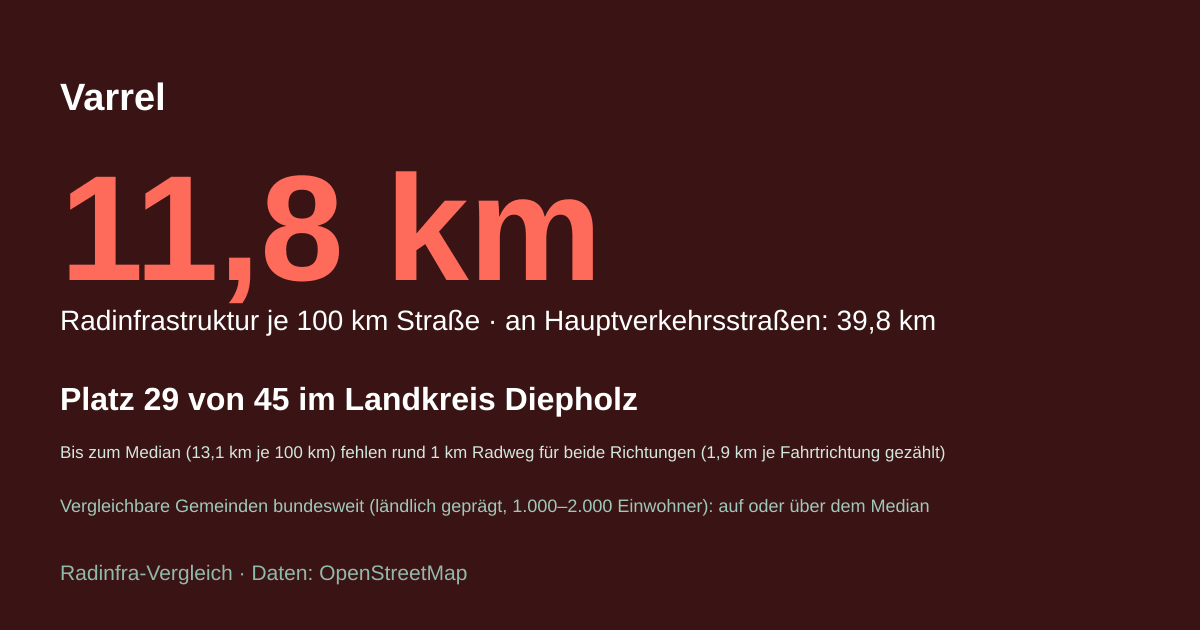 Varrel
11,8 km
Radinfrastruktur je 100 km Straße · an Hauptverkehrsstraßen: 39,8 km
Platz 29 von 45 im Landkreis Diepholz
Bis zum Median (13,1 km je 100 km) fehlen rund 1 km Radweg für beide Richtungen (1,9 km je Fahrtrichtung gezählt)
Vergleichbare Gemeinden bundesweit (ländlich geprägt, 1.000–2.000 Einwohner): auf oder über dem Median
Radinfra-Vergleich · Daten: OpenStreetMap